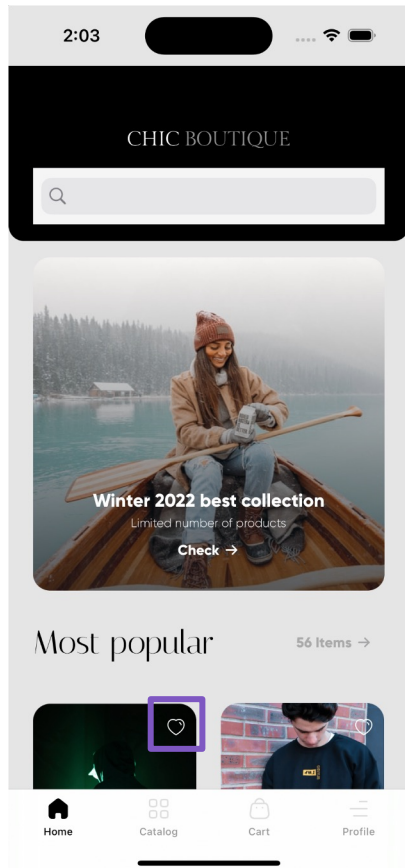 2:03
CHIC BOUTIQUE
Winter 2022 best collection
Limited number of products
Check →
Most popular
56 Items →
Home
Catalog
Cart
Profile